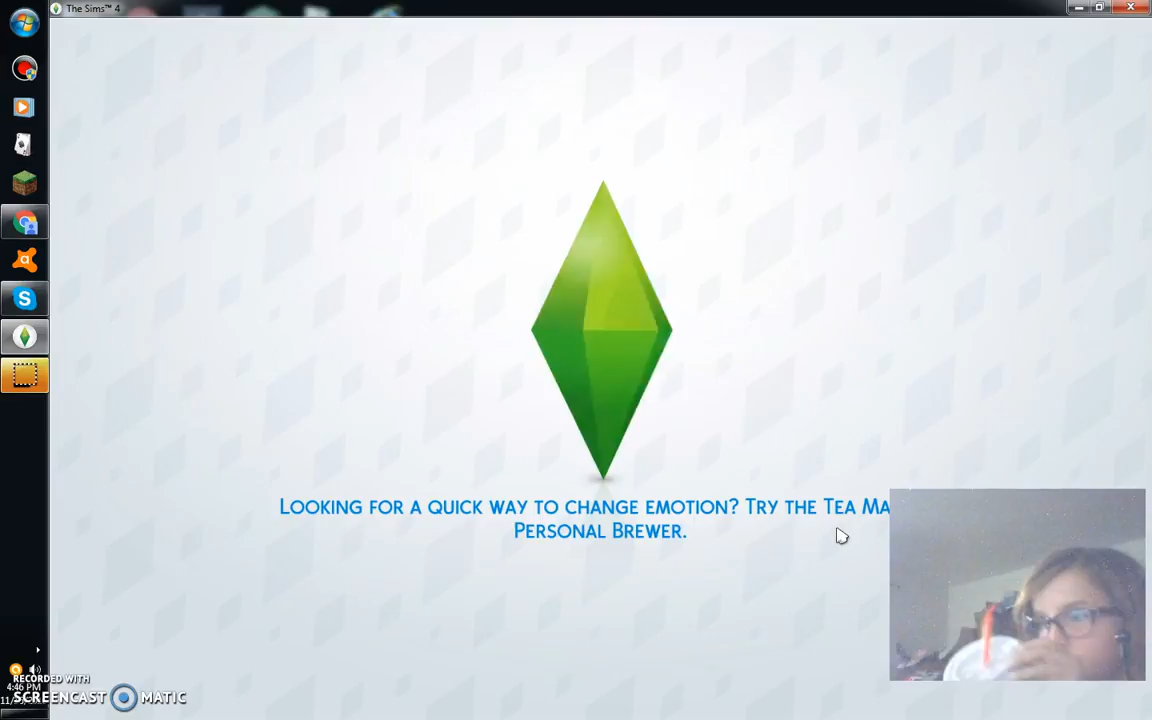 The Sims™ 4
LOOKING FOR A QUICK WAY TO CHANGE EMOTION? TRY THE TEA MA
PERSONAL BREWER.
RECORDED WITH
4:46 PM
SCREENCAST MATIC